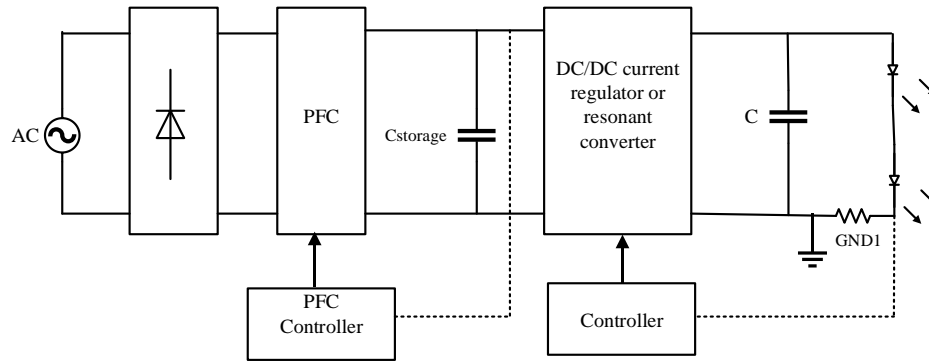 AC
PFC
Cstorage
DC/DC current
regulator or
resonant
converter
C
GND1
PFC
Controller
Controller